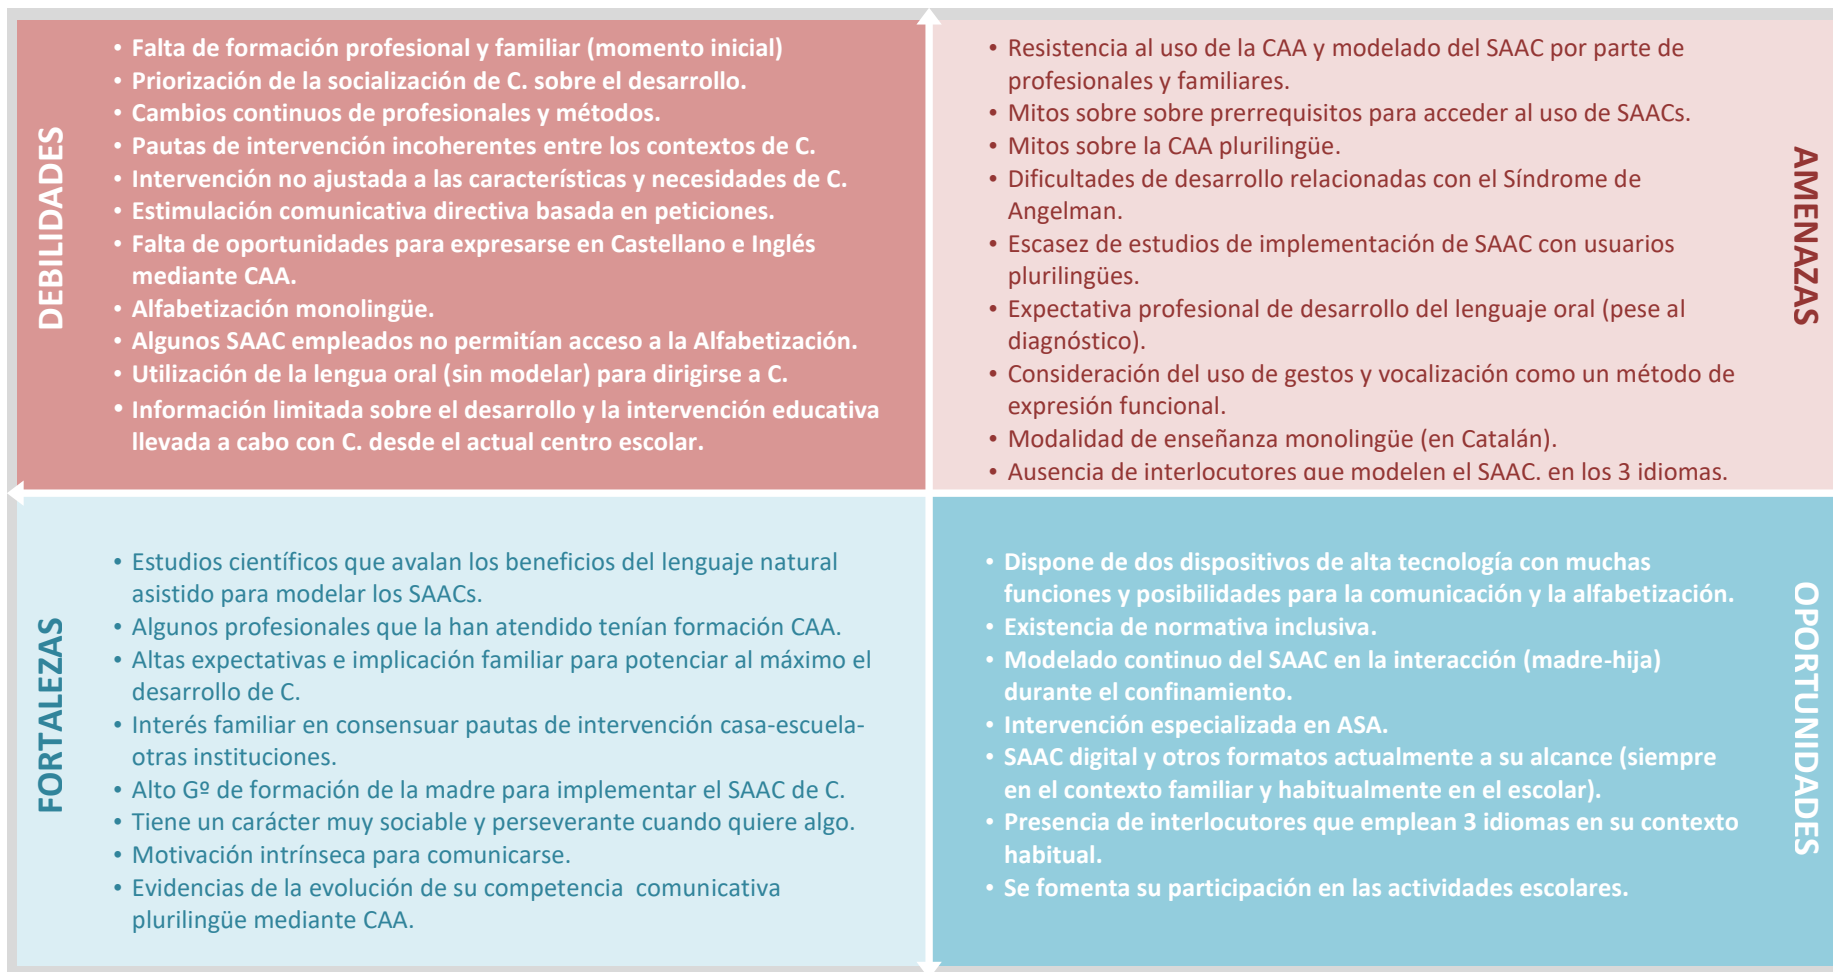 DEBILIDADES
• Falta de formación profesional y familiar (momento inicial)
• Priorización de la socialización de C. sobre el desarrollo.
• Cambios continuos de profesionales y métodos.
• Pautas de intervención incoherentes entre los contextos de C.
• Intervención no ajustada a las características y necesidades de C.
• Estimulación comunicativa directiva basada en peticiones.
• Falta de oportunidades para expresarse en Castellano e Inglés
mediante CAA.
• Alfabetización monolingüe.
• Algunos SAAC empleados no permitían acceso a la Alfabetización.
• Utilización de la lengua oral (sin modelar) para dirigirse a C.
• Información limitada sobre el desarrollo y la intervención educativa
llevada a cabo con C. desde el actual centro escolar.
AMENAZAS
• Resistencia al uso de la CAA y modelado del SAAC por parte de
profesionales y familiares.
• Mitos sobre sobre prerrequisitos para acceder al uso de SAACs.
• Mitos sobre la CAA plurilingüe.
• Dificultades de desarrollo relacionadas con el Síndrome de
Angelman.
• Escasez de estudios de implementación de SAAC con usuarios
plurilingües.
• Expectativa profesional de desarrollo del lenguaje oral (pese al
diagnóstico).
• Consideración del uso de gestos y vocalización como un método de
expresión funcional.
• Modalidad de enseñanza monolingüe (en Catalán).
• Ausencia de interlocutores que modelen el SAAC. en los 3 idiomas.
FORTALEZAS
• Estudios científicos que avalan los beneficios del lenguaje natural
asistido para modelar los SAACs.
• Algunos profesionales que la han atendido tenían formación CAA.
• Altas expectativas e implicación familiar para potenciar al máximo el
desarrollo de C.
• Interés familiar en consensuar pautas de intervención casa-escuela-
otras instituciones.
• Alto Gº de formación de la madre para implementar el SAAC de C.
• Tiene un carácter muy sociable y perseverante cuando quiere algo.
• Motivación intrínseca para comunicarse.
• Evidencias de la evolución de su competencia comunicativa
plurilingüe mediante CAA.
OPORTUNIDADES
• Dispone de dos dispositivos de alta tecnología con muchas
funciones y posibilidades para la comunicación y la alfabetización.
• Existencia de normativa inclusiva.
• Modelado continuo del SAAC en la interacción (madre-hija)
durante el confinamiento.
• Intervención especializada en ASA.
• SAAC digital y otros formatos actualmente a su alcance (siempre
en el contexto familiar y habitualmente en el escolar).
• Presencia de interlocutores que emplean 3 idiomas en su contexto
habitual.
• Se fomenta su participación en las actividades escolares.